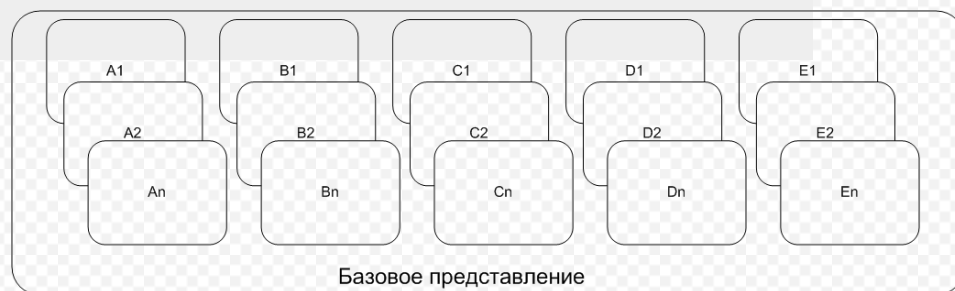 A1 B1 C1 D1 E1
A2 B2 C2 D2 E2
An Bn Cn Dn En
Базовое представление